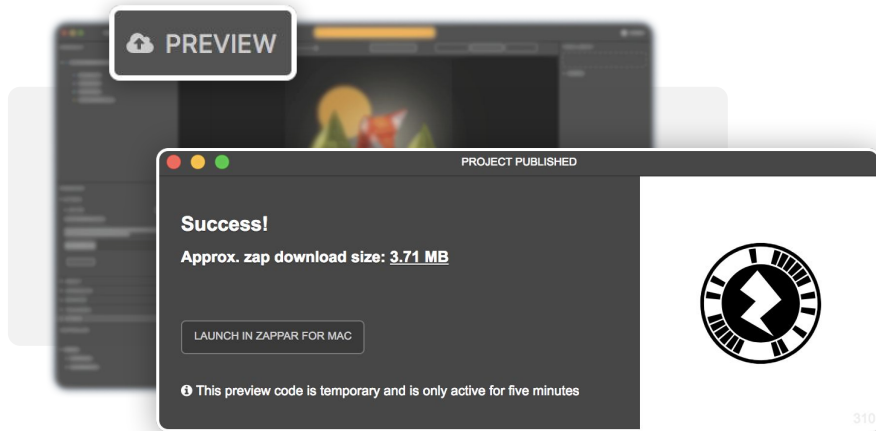 PREVIEW
PROJECT PUBLISHED
Success!
Approx. zap download size: 3.71 MB
LAUNCH IN ZAPPAR FOR MAC
This preview code is temporary and is only active for five minutes
310